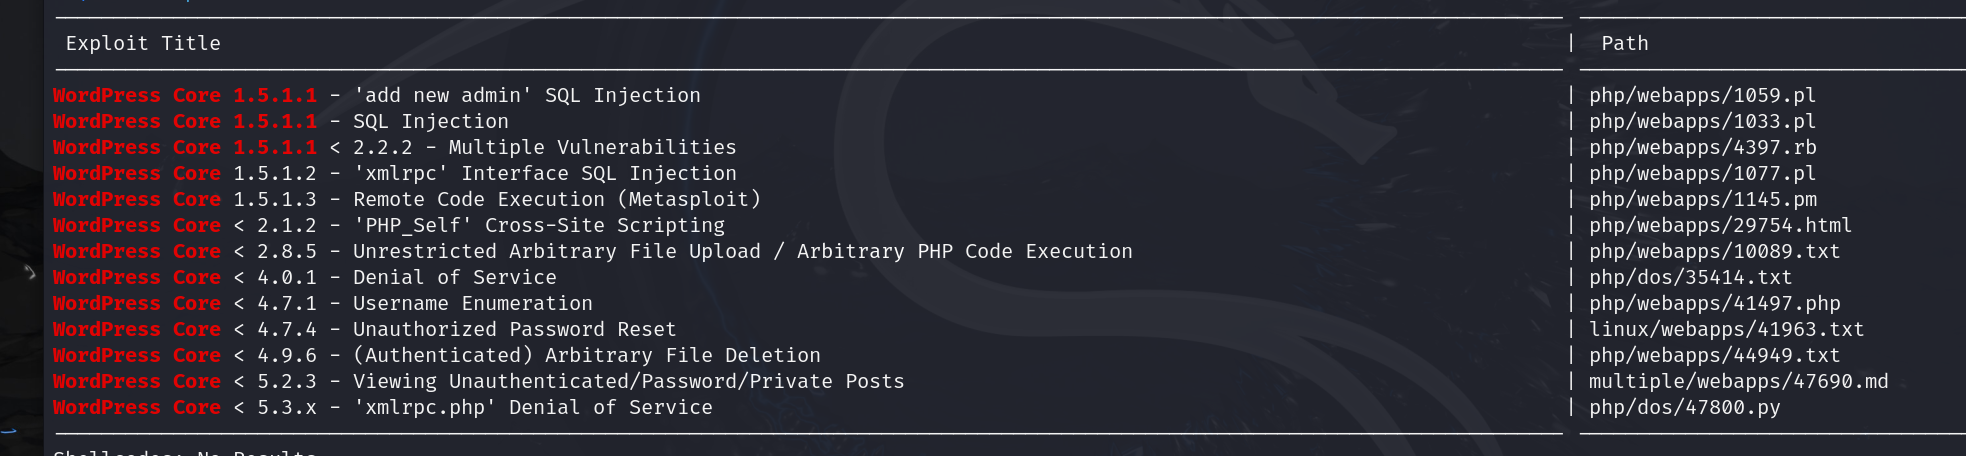 Exploit Title | Path
WordPress Core 1.5.1.1 - 'add new admin' SQL Injection | php/webapps/1059.pl
WordPress Core 1.5.1.1 - SQL Injection | php/webapps/1033.pl
WordPress Core 1.5.1.1 < 2.2.2 - Multiple Vulnerabilities | php/webapps/4397.rb
WordPress Core 1.5.1.2 - 'xmlrpc' Interface SQL Injection | php/webapps/1077.pl
WordPress Core 1.5.1.3 - Remote Code Execution (Metasploit) | php/webapps/1145.pm
WordPress Core < 2.1.2 - 'PHP_Self' Cross-Site Scripting | php/webapps/29754.html
WordPress Core < 2.8.5 - Unrestricted Arbitrary File Upload / Arbitrary PHP Code Execution | php/webapps/10089.txt
WordPress Core < 4.0.1 - Denial of Service | php/dos/35414.txt
WordPress Core < 4.7.1 - Username Enumeration | php/webapps/41497.php
WordPress Core < 4.7.4 - Unauthorized Password Reset | linux/webapps/41963.txt
WordPress Core < 4.9.6 - (Authenticated) Arbitrary File Deletion | php/webapps/44949.txt
WordPress Core < 5.2.3 - Viewing Unauthenticated/Password/Private Posts | multiple/webapps/47690.md
WordPress Core < 5.3.x - 'xmlrpc.php' Denial of Service | php/dos/47800.py
Shellcodes: No Results